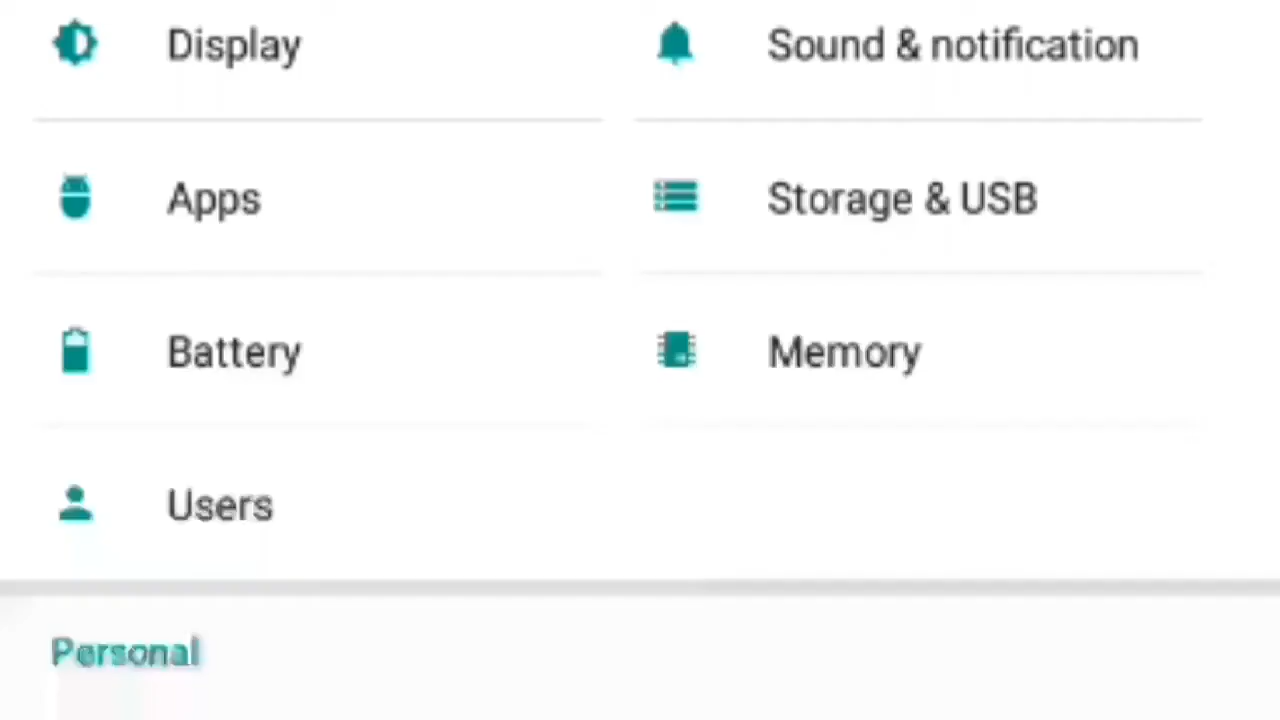 Display
Sound & notification
Apps
Storage & USB
Battery
Memory
Users
Personal